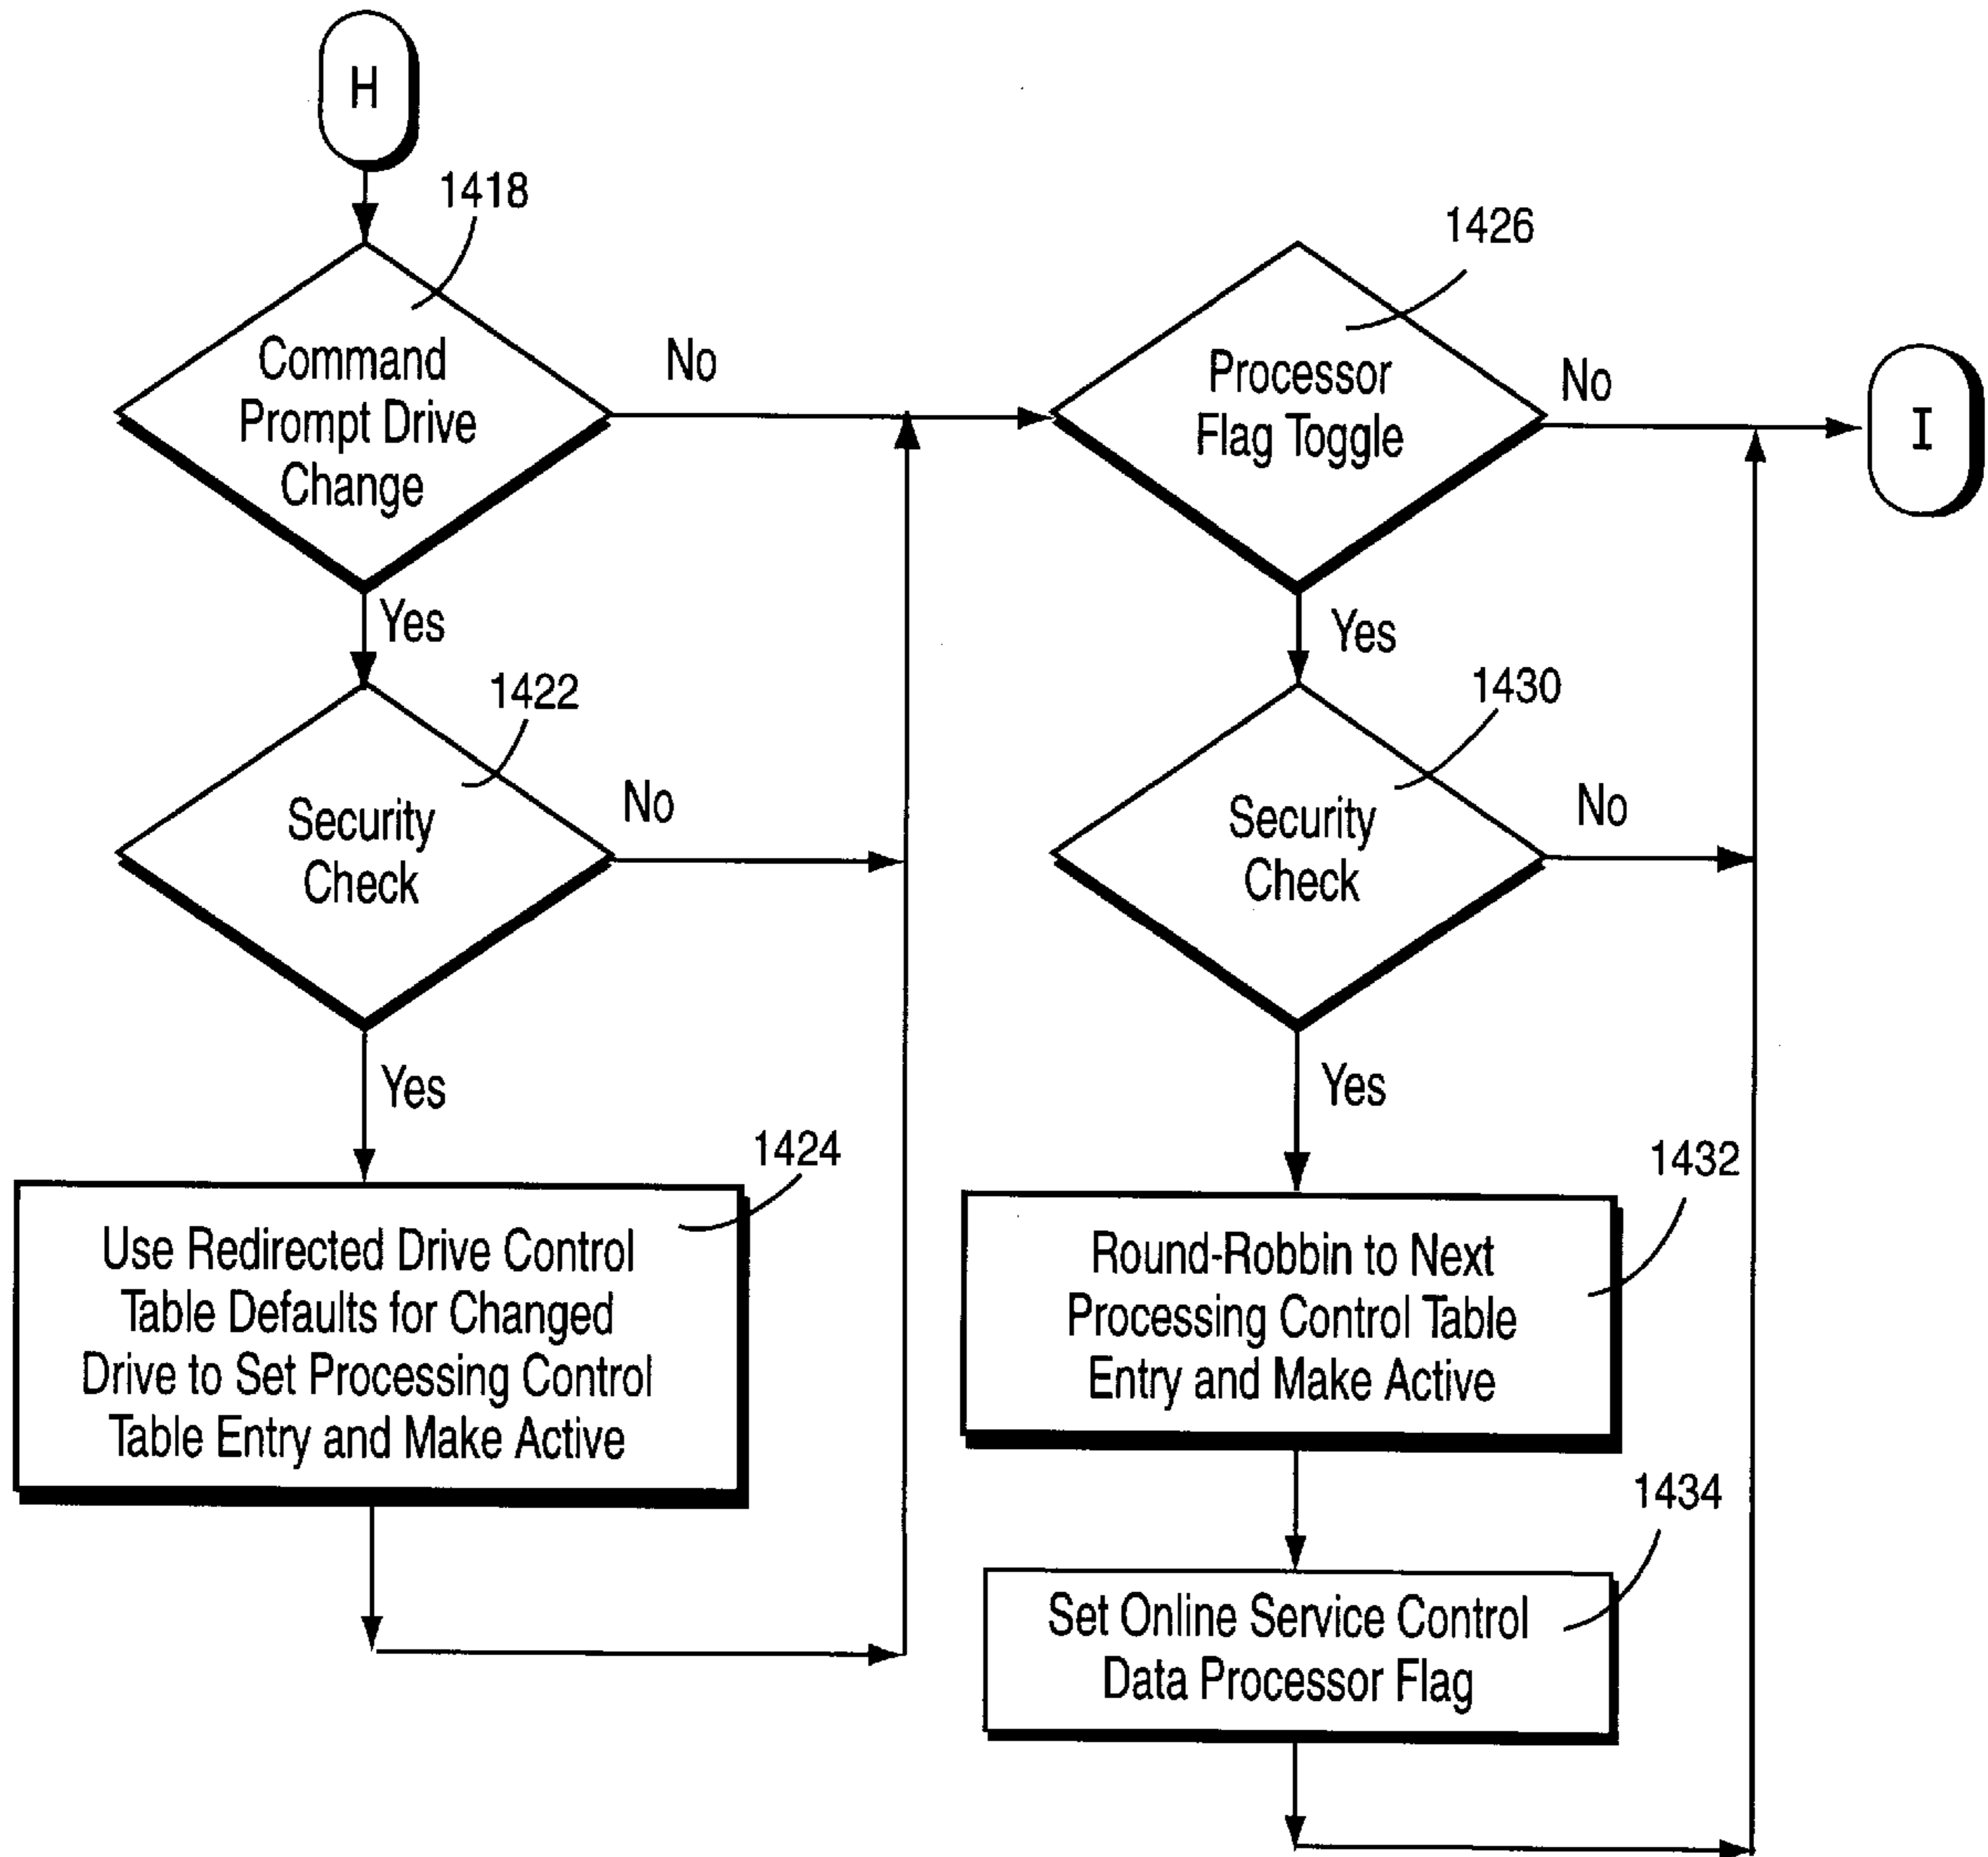 H
1418
Command
Prompt Drive
Change
No
Yes
1422
Security
Check
No
Yes
1424
Use Redirected Drive Control
Table Defaults for Changed
Drive to Set Processing Control
Table Entry and Make Active
1426
Processor
Flag Toggle
No
I
Yes
1430
Security
Check
No
Yes
1432
Round-Robbin to Next
Processing Control Table
Entry and Make Active
1434
Set Online Service Control
Data Processor Flag